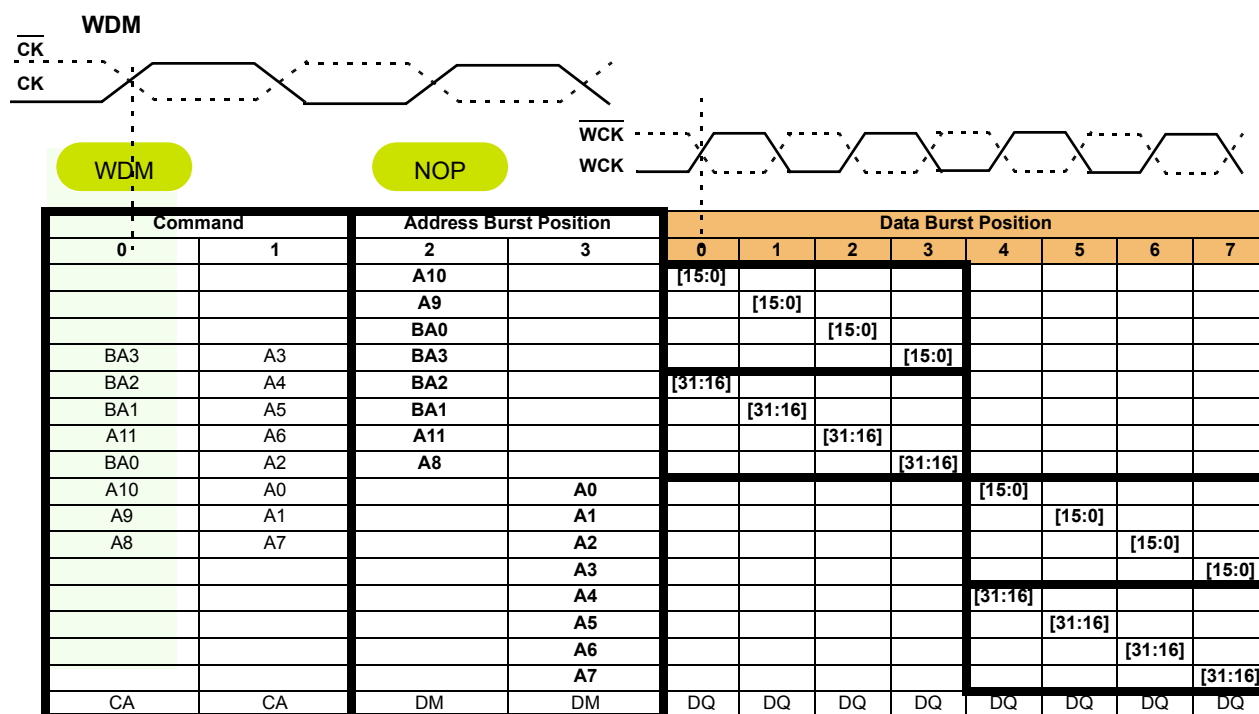 WDM
CK
CK
WCK
WCK
WDM NOP
Command Address Burst Position Data Burst Position
0 1 2 3 0 1 2 3 4 5 6 7
A10 [15:0]
A9 [15:0]
BA0 [15:0]
BA3 A3 BA3 [15:0]
BA2 A4 BA2 [31:16]
BA1 A5 BA1 [31:16]
A11 A6 A11 [31:16]
BA0 A2 A8 [31:16]
A10 A0 A0 [15:0]
A9 A1 A1 [15:0]
A8 A7 A2 [15:0]
A3 [15:0]
A4 [31:16]
A5 [31:16]
A6 [31:16]
A7 [31:16]
CA CA DM DM DQ DQ DQ DQ DQ DQ DQ DQ